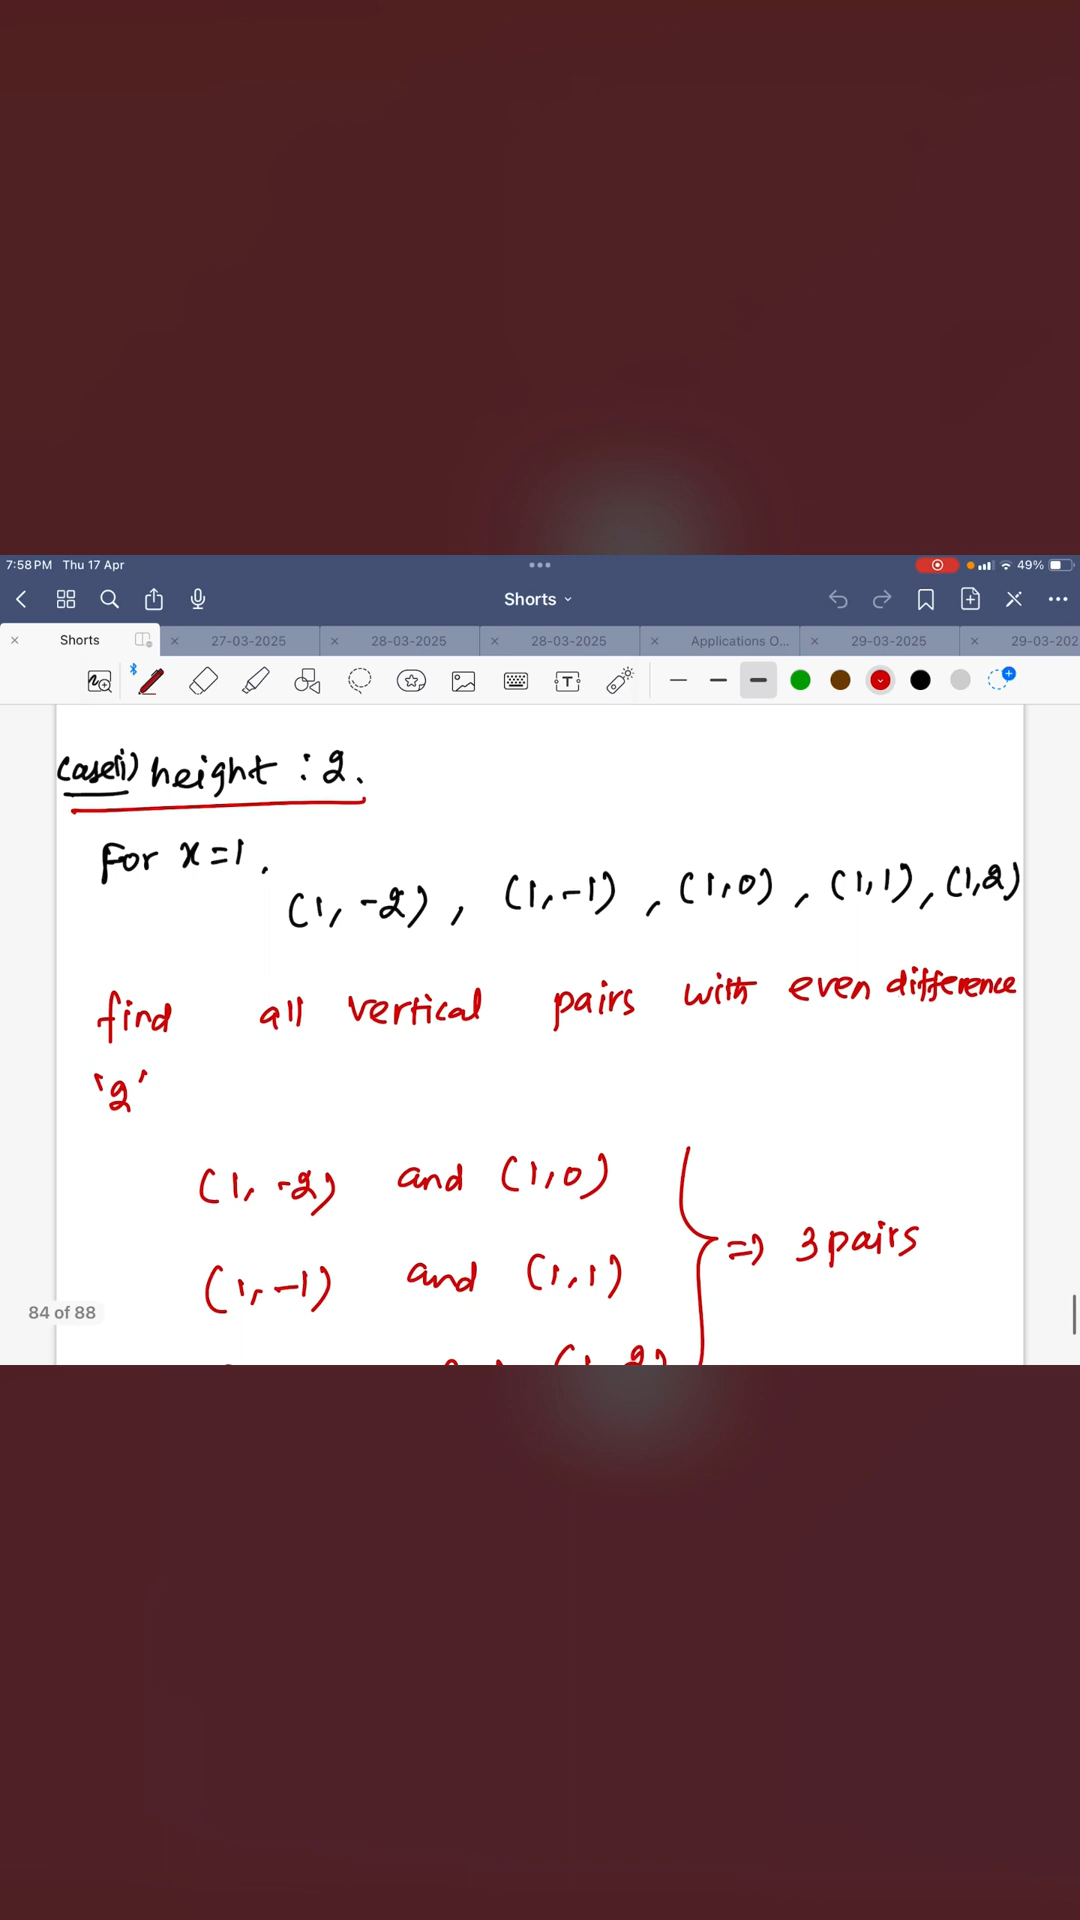 7:58 PM Thu 17 Apr
49%
Shorts
Shorts
27-03-2025
28-03-2025
28-03-2025
Applications O...
29-03-2025
29-03-202
Case(i) height : 2.
For x=1,
(1, -2), (1,-1), (1,0), (1,1), (1,2)
find all vertical pairs with even difference
'2'
(1, -2) and (1,0)
(1, -1) and (1,1)
=> 3 pairs
84 of 88